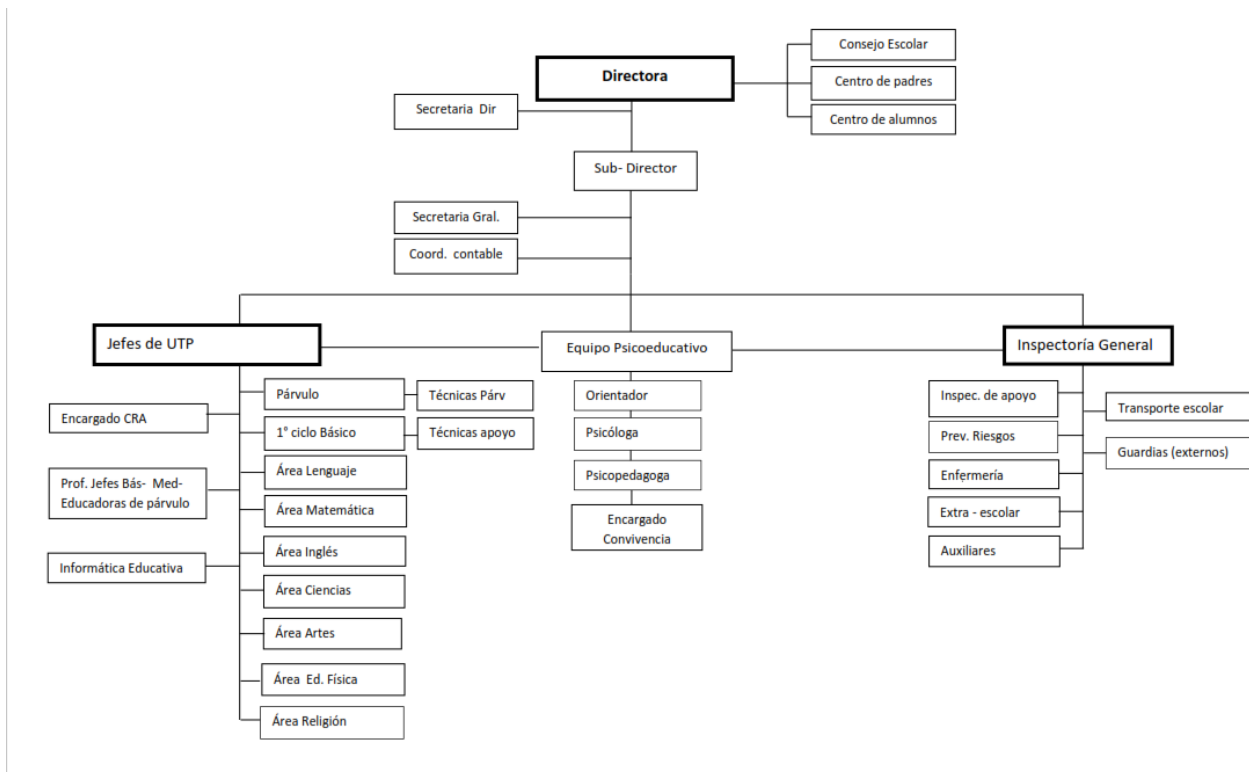 Consejo Escolar
Directora
Centro de padres
Secretaria Dir
Centro de alumnos
Sub- Director
Secretaria Gral.
Coord. contable
Jefes de UTP
Equipo Psicoeducativo
Inspectoría General
Párvulo
Técnicas Párv
Orientador
Inspec. de apoyo
Encargado CRA
Transporte escolar
1° ciclo Básico
Técnicas apoyo
Psicóloga
Prev. Riesgos
Guardias (externos)
Área Lenguaje
Psicopedagoga
Enfermería
Prof. Jefes Bás- Med-
Educadoras de párvulo
Área Matemática
Encargado
Convivencia
Extra - escolar
Área Inglés
Auxiliares
Informática Educativa
Área Ciencias
Área Artes
Área Ed. Física
Área Religión